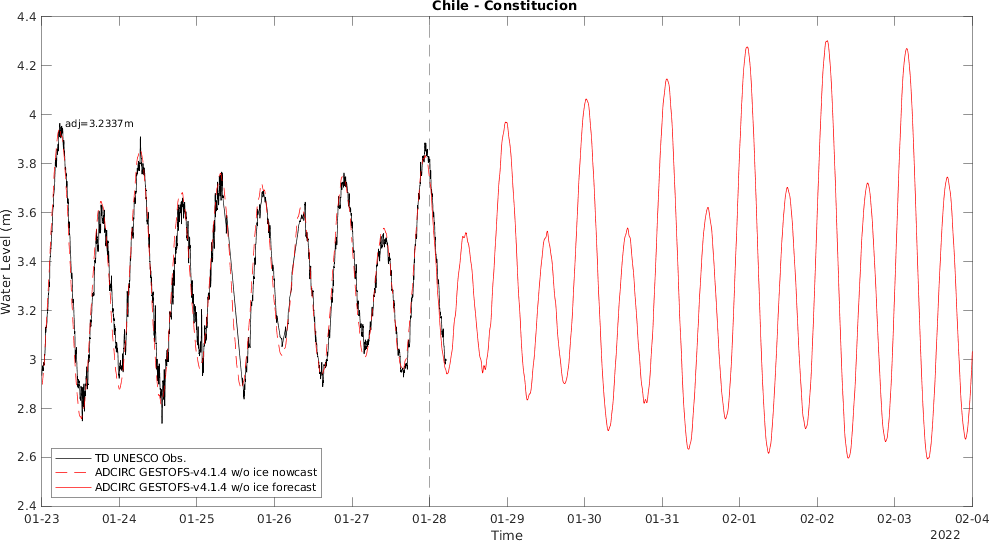 Chile - Constitucion
4.4
4.2
4
3.8
3.6
3.4
3.2
3
2.8
2.6
2.4
Water Level (m)
adj=3.2337m
TD UNESCO Obs.
ADCIRC GESTOFS-v4.1.4 w/o ice nowcast
ADCIRC GESTOFS-v4.1.4 w/o ice forecast
01-23 01-24 01-25 01-26 01-27 01-28 01-29 01-30 01-31 02-01 02-02 02-03 02-04
Time
2022